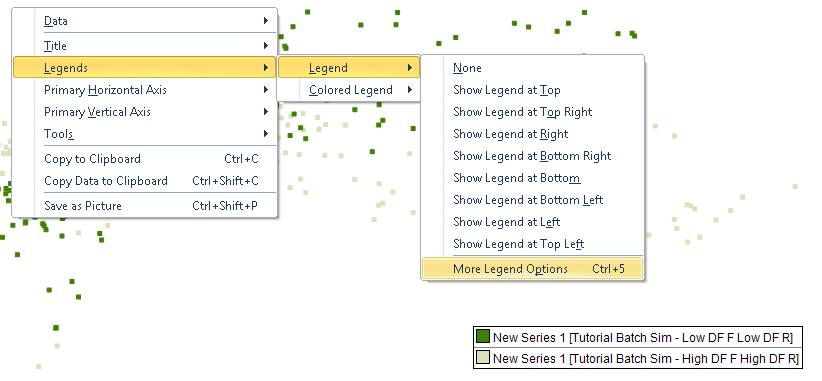 Data
Title
Legends
Primary Horizontal Axis
Primary Vertical Axis
Tools
Copy to Clipboard Ctrl+C
Copy Data to Clipboard Ctrl+Shift+C
Save as Picture Ctrl+Shift+P
Legend
Colored Legend
None
Show Legend at Top
Show Legend at Top Right
Show Legend at Right
Show Legend at Bottom Right
Show Legend at Bottom
Show Legend at Bottom Left
Show Legend at Left
Show Legend at Top Left
More Legend Options Ctrl+5
New Series 1 [Tutorial Batch Sim - Low DF F Low DF R]
New Series 1 [Tutorial Batch Sim - High DF F High DF R]